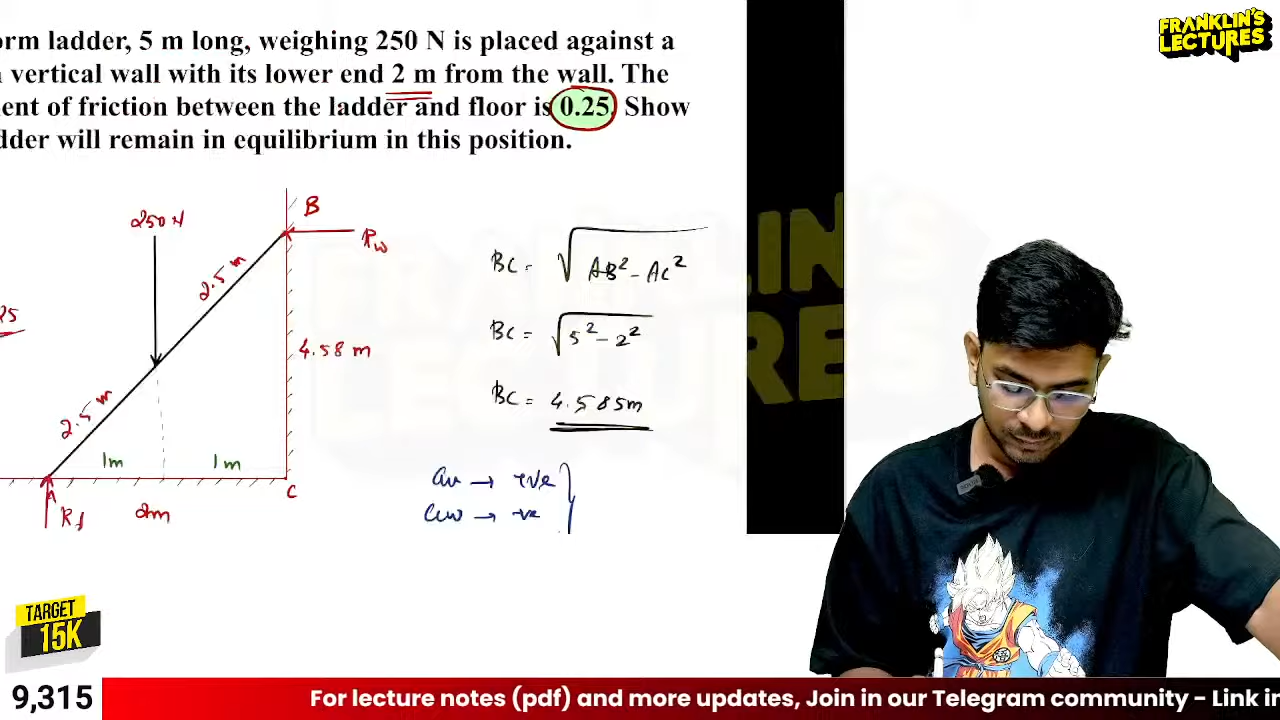 FRANKLIN'S
LECTURES
orm ladder, 5 m long, weighing 250 N is placed against a
vertical wall with its lower end 2 m from the wall. The
ent of friction between the ladder and floor is 0.25. Show
dder will remain in equilibrium in this position.
250 N
B
Rw
2.5 m
4.58 m
2.5 m
1m
1m
A
C
Rf
2m
BC = √AB² - AC²
BC = √5² - 2²
BC = 4.585m
→ +ve
→ -ve
TARGET
15K
9,315
For lecture notes (pdf) and more updates, Join in our Telegram community - Link in